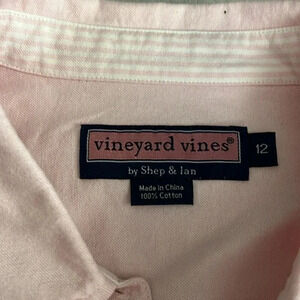 vineyard vines®
12
by Shep & Ian
Made in China
100% Cotton